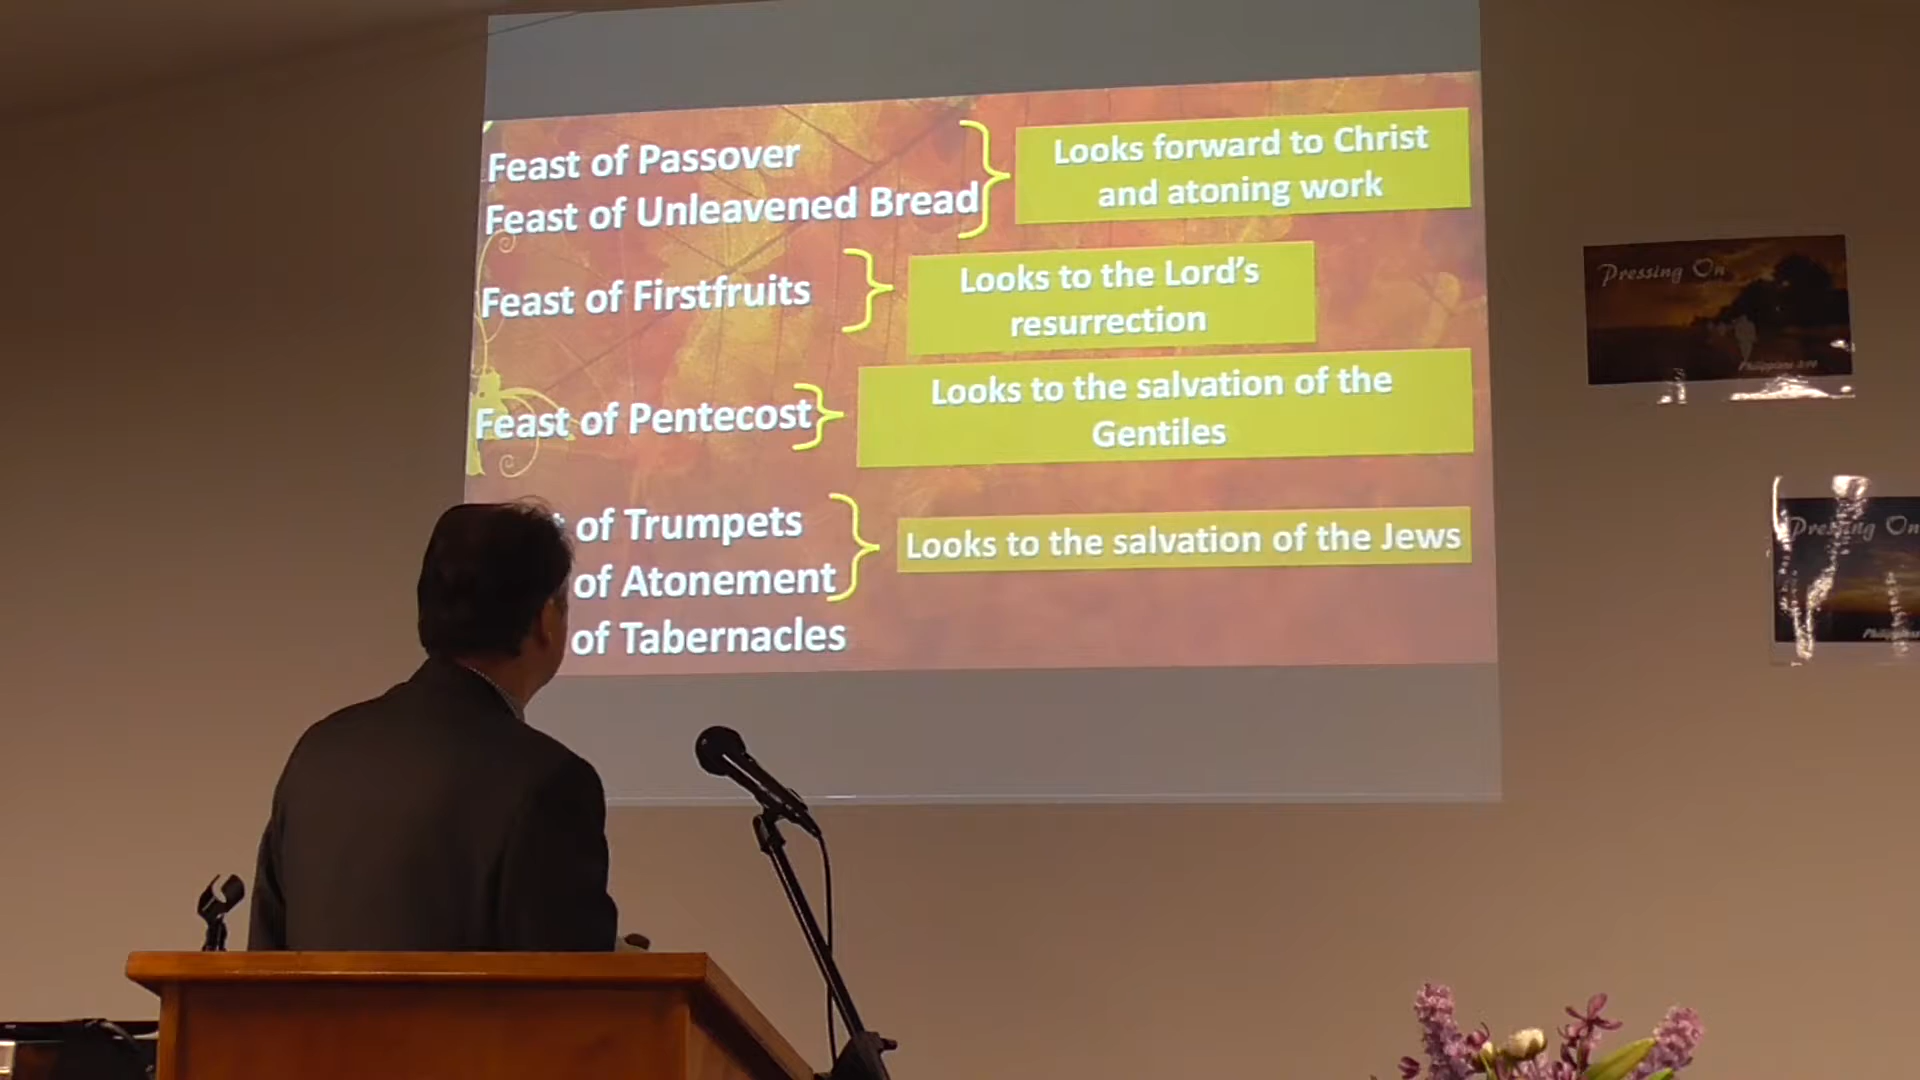 Feast of Passover
Feast of Unleavened Bread
Looks forward to Christ
and atoning work
Feast of Firstfruits
Looks to the Lord's
resurrection
Feast of Pentecost
Looks to the salvation of the
Gentiles
of Trumpets
of Atonement
Looks to the salvation of the Jews
of Tabernacles
Pressing On
Pressing On